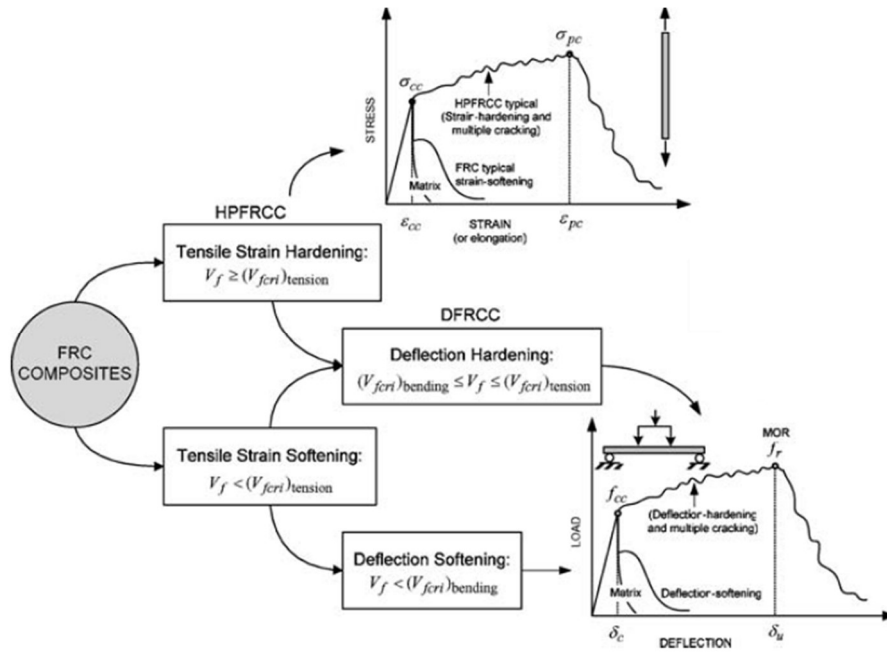 σpc
σcc
HPFRCC typical
(Strain-hardening and
multiple cracking)
STRESS
FRC typical
strain-softening
Matrix
εcc
STRAIN
(or elongation)
εpc
HPFRCC
Tensile Strain Hardening:
Vf ≥ (Vfcri)tension
FRC
COMPOSITES
DFRCC
Deflection Hardening:
(Vfcri)bending ≤ Vf ≤ (Vfcri)tension
Tensile Strain Softening:
Vf < (Vfcri)tension
Deflection Softening:
Vf < (Vfcri)bending
MOR
fr
fcc
(Deflectior-hardening
and multiple cracking)
LOAD
Matrix
Deflectior-softening
δc
DEFLECTION
δu